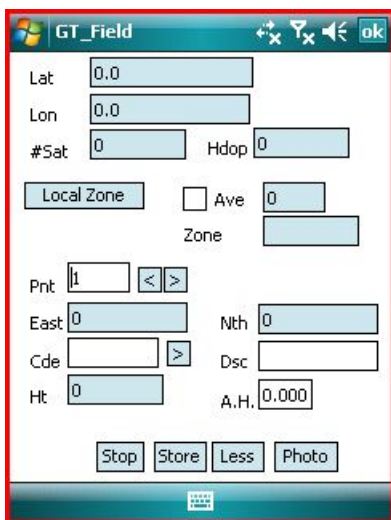 GT_Field ok
Lat 0.0
Lon 0.0
#Sat 0 Hdop 0
Local Zone Ave 0
Zone
Pnt 1 < >
East 0 Nth 0
Cde > Dsc
Ht 0 A.H. 0.000
Stop Store Less Photo